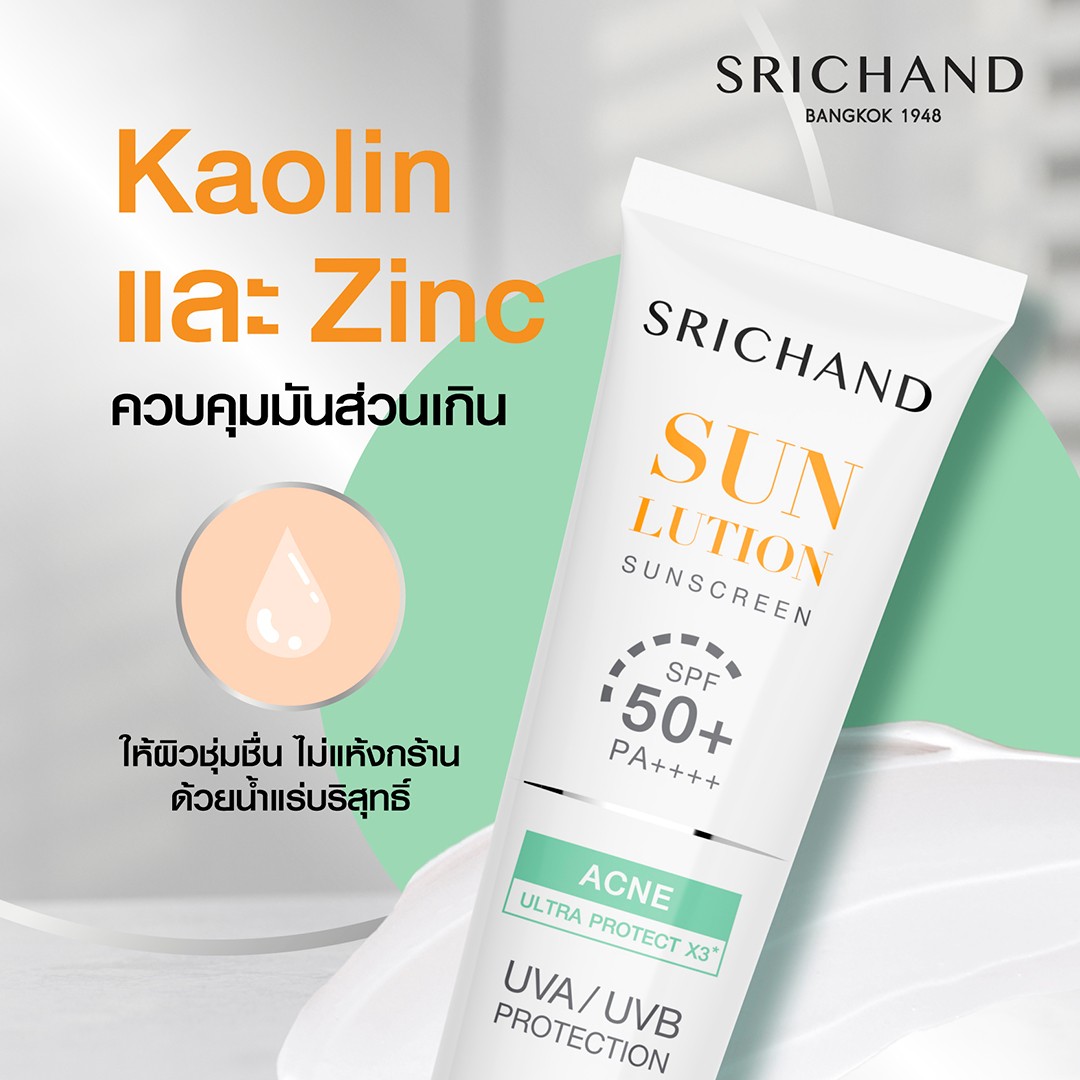 SRICHAND
BANGKOK 1948
Kaolin
และ Zinc
ควบคุมมันส่วนเกิน
ให้ผิวชุ่มชื่น ไม่แห้งกร้าน
ด้วยน้ำแร่บริสุทธิ์
SRICHAND
SUN
LUTION
SUNSCREEN
SPF
50+
PA++++
ACNE
ULTRA PROTECT X3*
UVA / UVB
PROTECTION